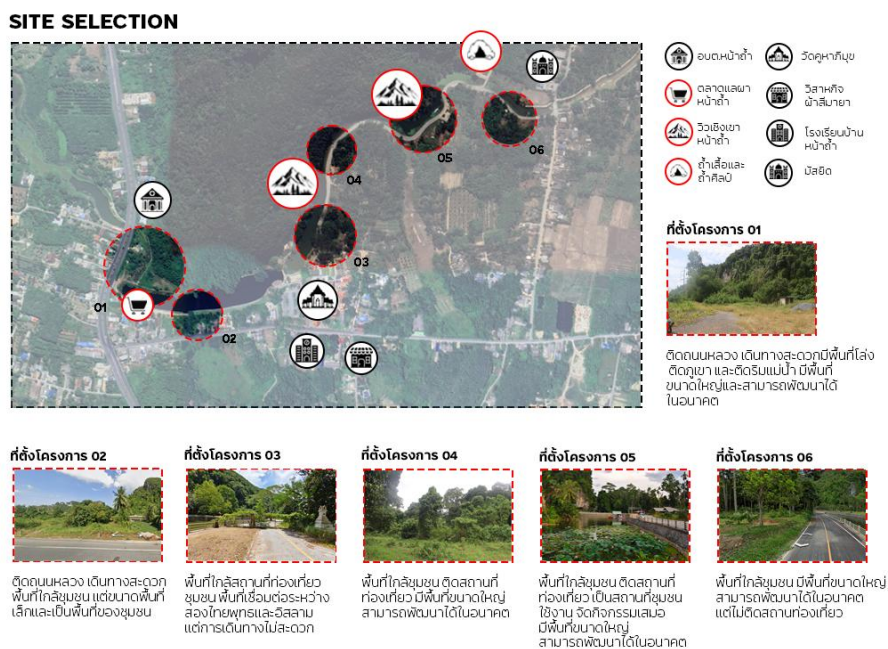 SITE SELECTION
อบต.หน้าถ้ำ
วัดคูหาภิมุข
ตลาดแลผา
หน้าถ้ำ
วิสาหกิจ
ผ้าสีมายา
วิวเชิงเขา
หน้าถ้ำ
โรงเรียนบ้าน
หน้าถ้ำ
ถ้ำเสือและ
ถ้ำศิลป์
มัสยิด
01
02
03
04
05
06
ที่ตั้งโครงการ 01
ติดถนนหลวง เดินทางสะดวกมีพื้นที่โล่ง
ติดภูเขา และติดริมแม่น้ำ มีพื้นที่
ขนาดใหญ่และสามารถพัฒนาได้
ในอนาคต
ที่ตั้งโครงการ 02
ติดถนนหลวง เดินทางสะดวก
พื้นที่ใกล้ชุมชน แต่ขนาดพื้นที่
เล็กและเป็นพื้นที่ของชุมชน
ที่ตั้งโครงการ 03
พื้นที่ใกล้สถานที่ท่องเที่ยว
ชุมชน พื้นที่เชื่อมต่อระหว่าง
สองไทยพุทธและอิสลาม
แต่การเดินทางไม่สะดวก
ที่ตั้งโครงการ 04
พื้นที่ใกล้ชุมชน ติดสถานที่
ท่องเที่ยว มีพื้นที่ขนาดใหญ่
สามารถพัฒนาได้ในอนาคต
ที่ตั้งโครงการ 05
พื้นที่ใกล้ชุมชน ติดสถานที่
ท่องเที่ยว เป็นสถานที่ชุมชน
ใช้งาน จัดกิจกรรมเสมอ
มีพื้นที่ขนาดใหญ่
สามารถพัฒนาได้ในอนาคต
ที่ตั้งโครงการ 06
พื้นที่ใกล้ชุมชน มีพื้นที่ขนาดใหญ่
สามารถพัฒนาได้ในอนาคต
แต่ไม่ติดสถานท่องเที่ยว